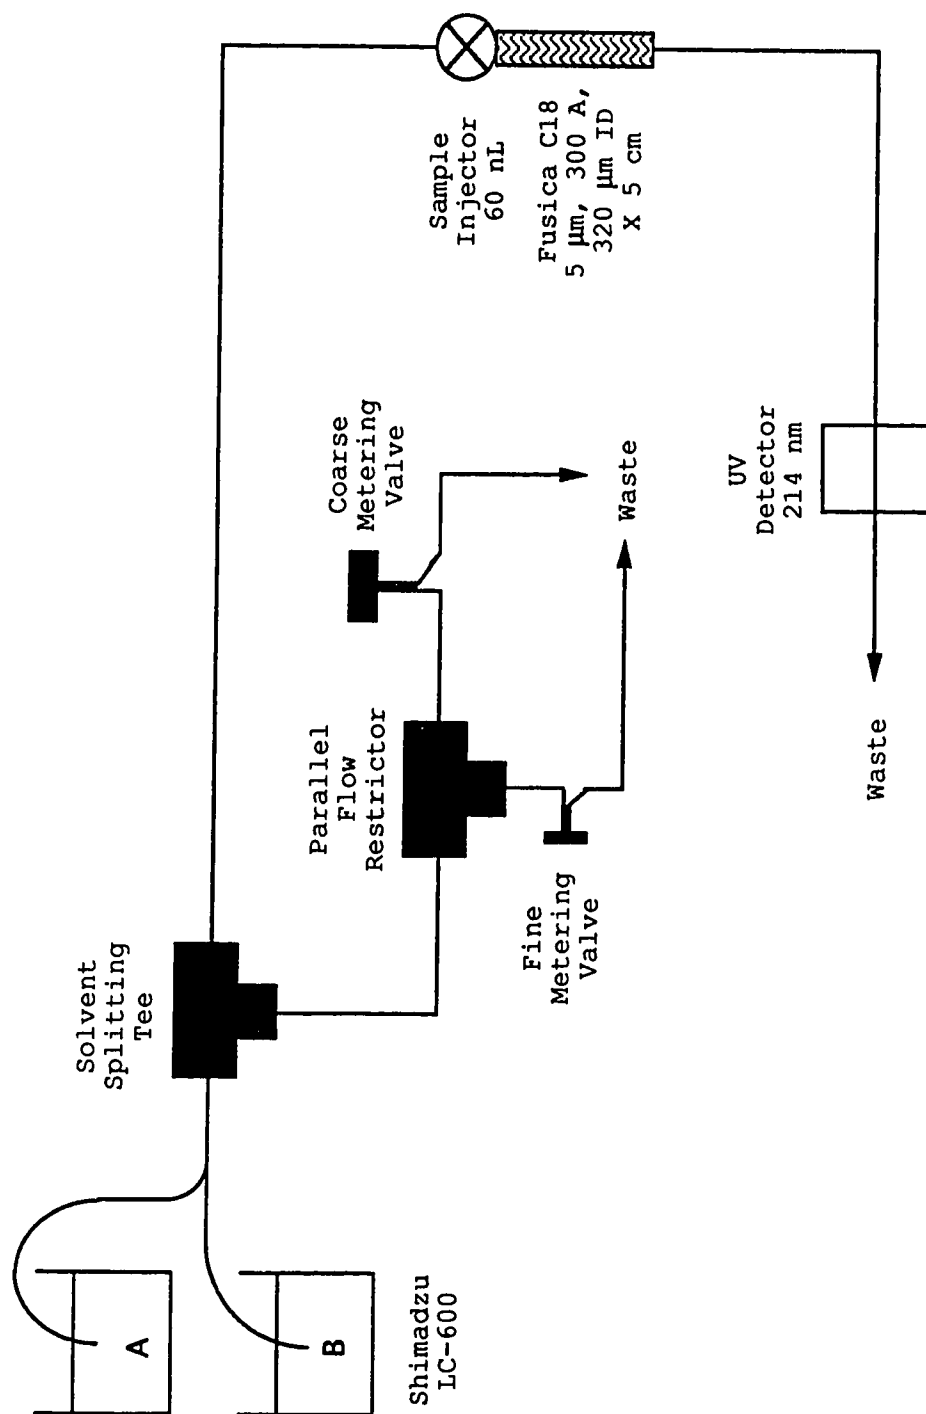 A
B
Shimadzu
LC-600
Solvent
Splitting
Tee
Parallel
Flow
Restrictor
Coarse
Metering
Valve
Fine
Metering
Valve
Waste
Sample
Injector
60 nL
Fusica C18
5 µm, 300 A,
320 µm ID
X 5 cm
UV
Detector
214 nm
Waste